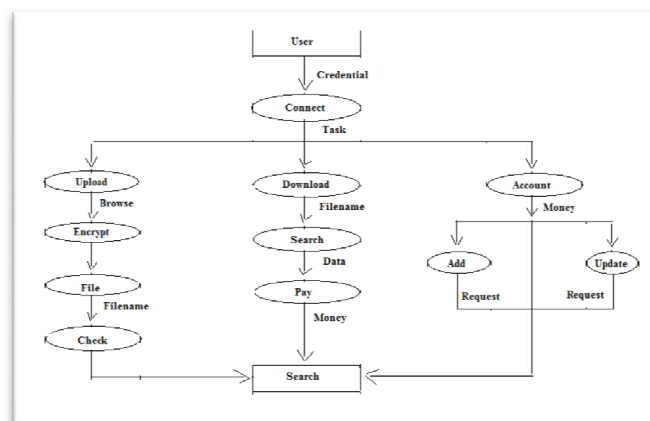 User
Credential
Connect
Task
Upload
Download
Account
Browse
Filename
Money
Encrypt
Search
Add
Update
Data
File
Pay
Request
Request
Filename
Money
Check
Search